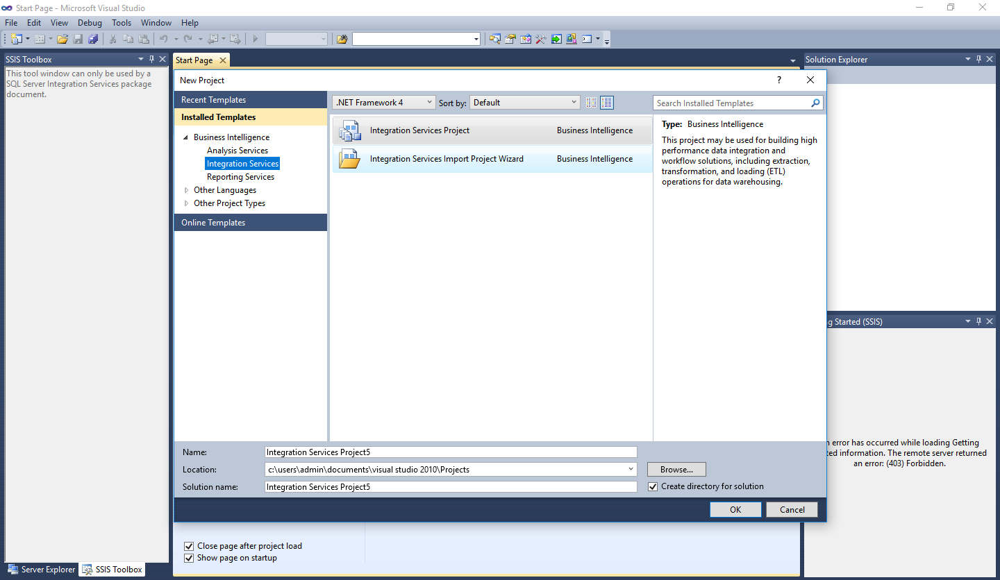 Start Page - Microsoft Visual Studio
File Edit View Debug Tools Window Help
SSIS Toolbox
This tool window can only be used by a
SQL Server Integration Services package
document.
Start Page
Solution Explorer
New Project
?
Recent Templates
Installed Templates
Business Intelligence
Analysis Services
Integration Services
Reporting Services
Other Languages
Other Project Types
Online Templates
.NET Framework 4
Sort by: Default
Search Installed Templates
Integration Services Project Business Intelligence
Integration Services Import Project Wizard Business Intelligence
Type: Business Intelligence
This project may be used for building high
performance data integration and
workflow solutions, including extraction,
transformation, and loading (ETL)
operations for data warehousing.
Name: Integration Services Project5
Location: c:\users\admin\documents\visual studio 2010\Projects Browse...
Solution name: Integration Services Project5 Create directory for solution
OK Cancel
g Started (SSIS)
error has occurred while loading Getting
ed information. The remote server returned
an error: (403) Forbidden.
Close page after project load
Show page on startup
Server Explorer SSIS Toolbox